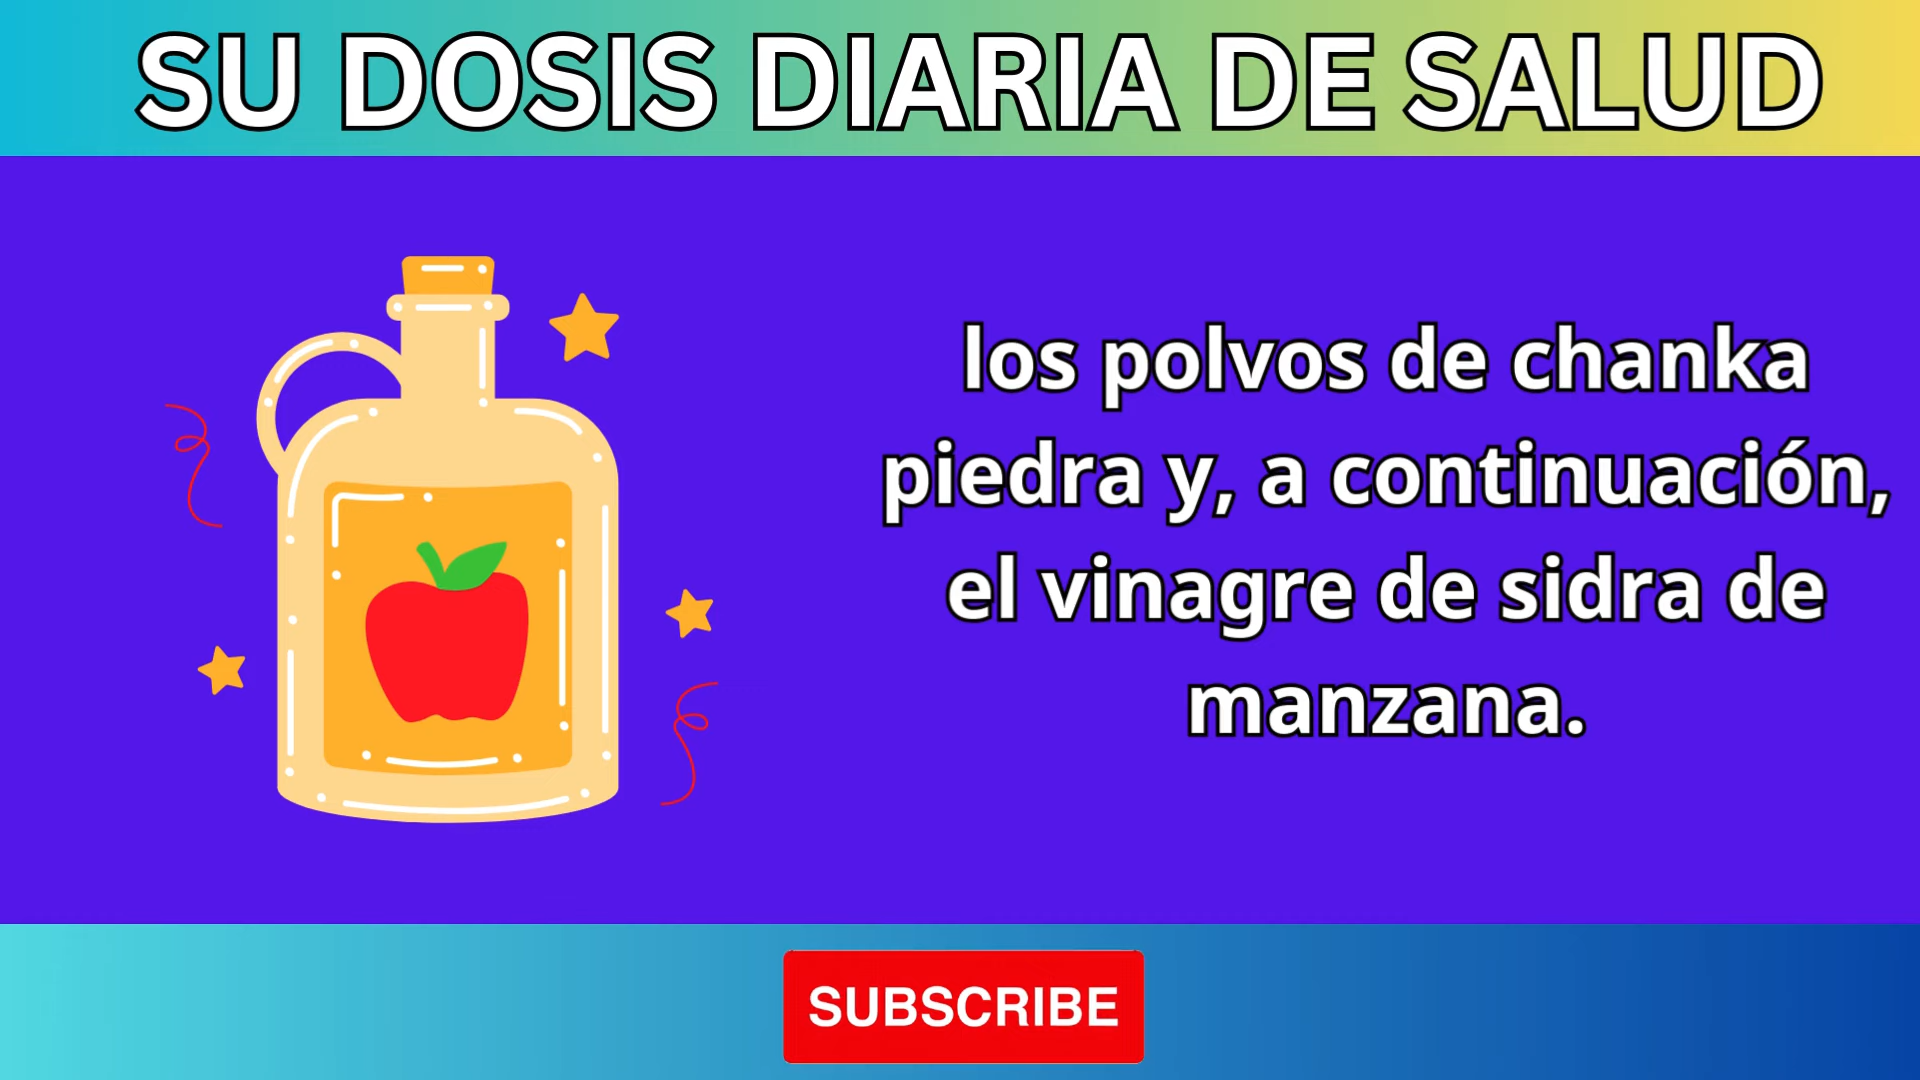 SU DOSIS DIARIA DE SALUD
los polvos de chanka
piedra y, a continuación,
el vinagre de sidra de
manzana.
SUBSCRIBE